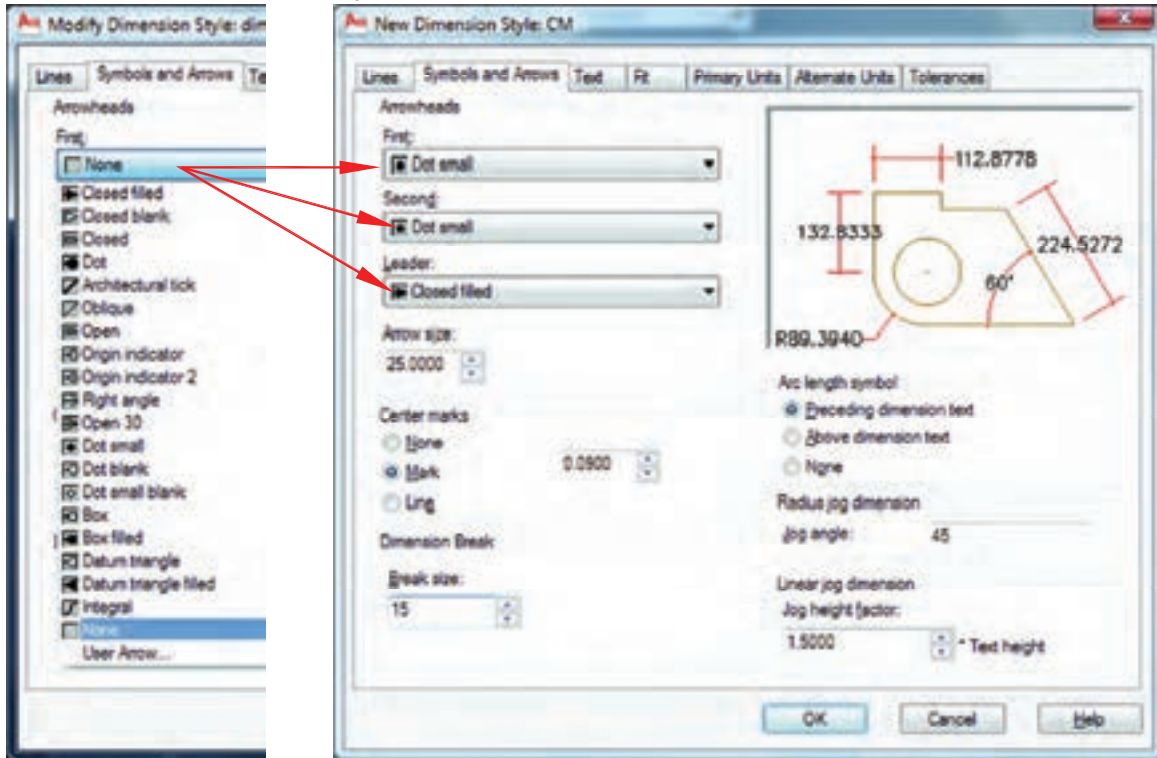 Modify Dimension Style: dim
Lines Symbols and Arrows Te
Arrowheads
First:
None
Closed filled
Closed blank
Closed
Dot
Architectural tick
Oblique
Open
Origin indicator
Origin indicator 2
Right angle
Open 30
Dot small
Dot blank
Dot small blank
Box
Box filled
Datum triangle
Datum triangle filled
Integral
None
User Arrow...
New Dimension Style: CM
Lines Symbols and Arrows Text Fit Primary Units Alternate Units Tolerances
Arrowheads
First:
Dot small
Second:
Dot small
Leader:
Closed filled
Arrow size:
25.0000
Center marks
None
Mark
0.0900
Line
Dimension Break
Break size:
15
112.8778
132.8333
224.5272
60°
R89.3940
Arc length symbol
Preceding dimension text
Above dimension text
None
Radius jog dimension
Jog angle: 45
Linear jog dimension
Jog height factor:
1.5000 * Text height
OK Cancel Help